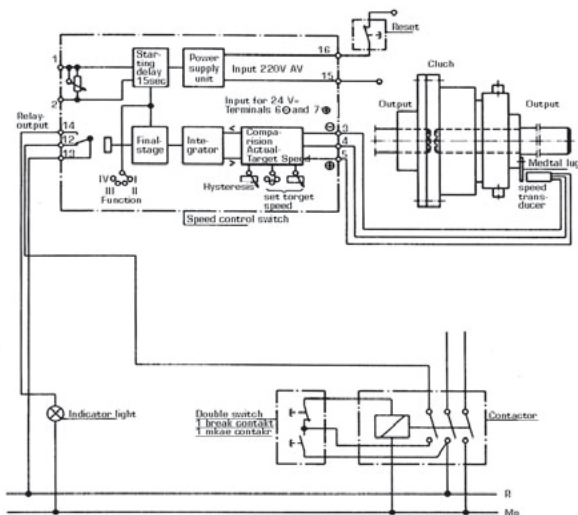 16
Reset
1
Star-
ting
delay
15sec
Power
supply
unit
Input 220V AV
15
2
Cluch
Relay-
output
Input for 24 V=
Terminals 6⊖and 7⊕
Output
Output
14
12
13
Final-
stage
Inte-
grator
<
>
Compa-
rision
Actual-
Target Speed
⊖
3
4
5
⊕
Medtal lug
speed
trans-
ducer
IV
I
III
II
Function
Hysteresis
set torget
speed
Speed control switch
Indicator light
Double switch
1 break contakt
1 mkae contakr
Contactor
R
Mp